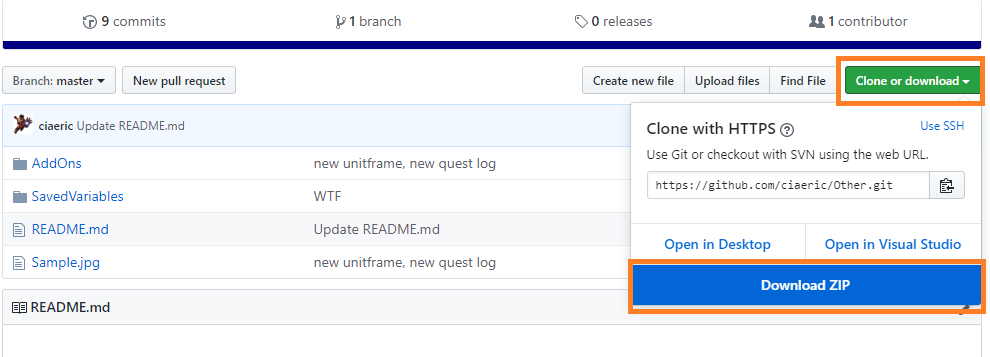 9 commits
1 branch
0 releases
1 contributor
Branch: master
New pull request
Create new file
Upload files
Find File
Clone or download
ciaeric Update README.md
AddOns
new unitframe, new quest log
SavedVariables
WTF
README.md
Update README.md
Sample.jpg
new unitframe, new quest log
Clone with HTTPS
Use SSH
Use Git or checkout with SVN using the web URL.
https://github.com/ciaeric/Other.git
Open in Desktop
Open in Visual Studio
Download ZIP
README.md